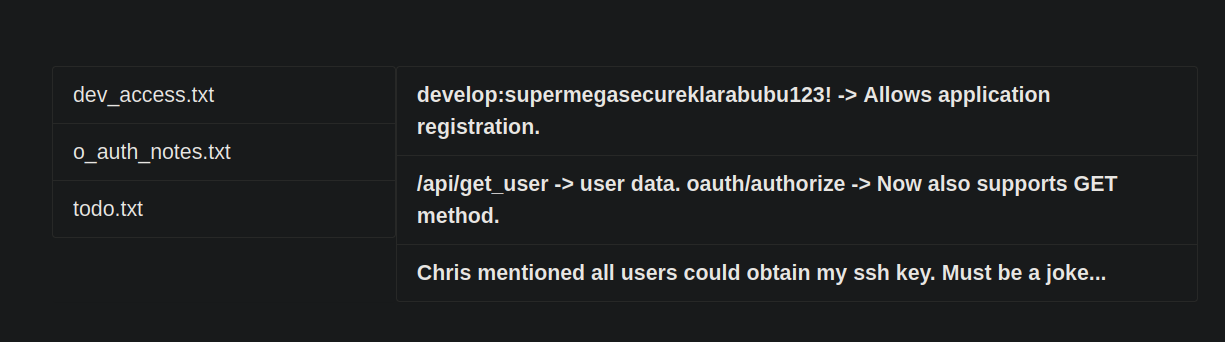 dev_access.txt
develop:supermegasecureklarabubu123! -> Allows application
registration.
o_auth_notes.txt
/api/get_user -> user data. oauth/authorize -> Now also supports GET
method.
todo.txt
Chris mentioned all users could obtain my ssh key. Must be a joke...